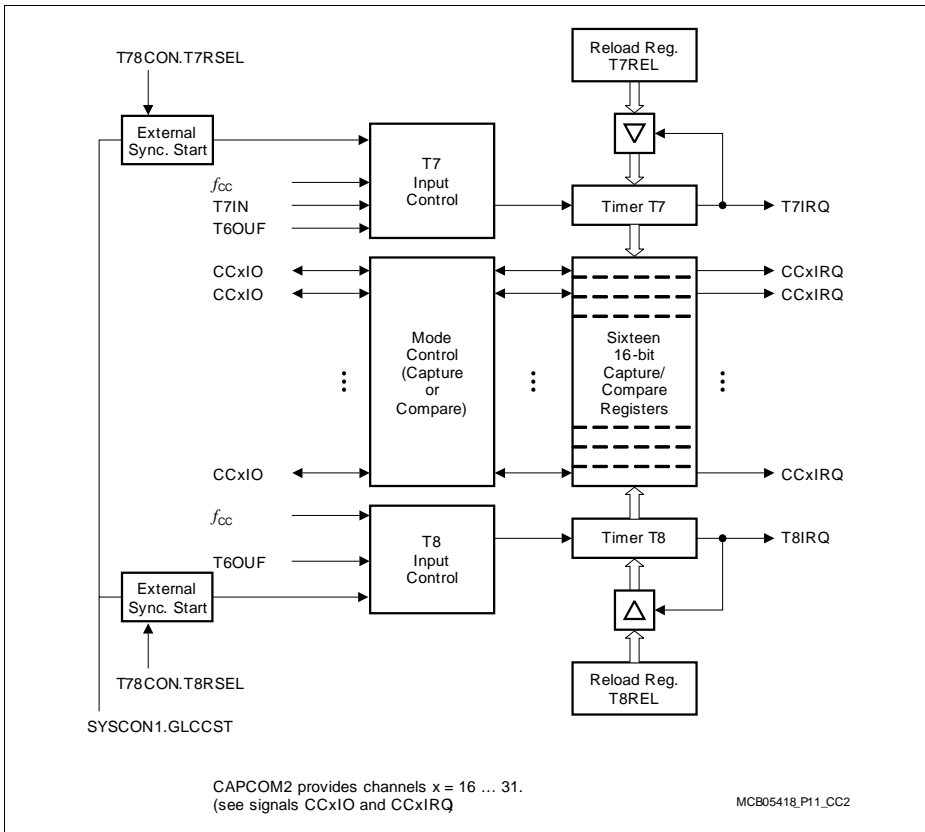 T78CON.T7RSEL
Reload Reg.
T7REL
External
Sync. Start
T7
Input
Control
fCC
T7IN
T6OUF
Timer T7
T7IRQ
CCxIO
CCxIO
CCxIRQ
CCxIRQ
Mode
Control
(Capture
or
Compare)
Sixteen
16-bit
Capture/
Compare
Registers
CCxIO
CCxIRQ
fCC
T6OUF
T8
Input
Control
Timer T8
T8IRQ
External
Sync. Start
T78CON.T8RSEL
Reload Reg.
T8REL
SYSCON1.GLCCST
CAPCOM2 provides channels x = 16 … 31.
(see signals CCxIO and CCxIRQ)
MCB05418_P11_CC2